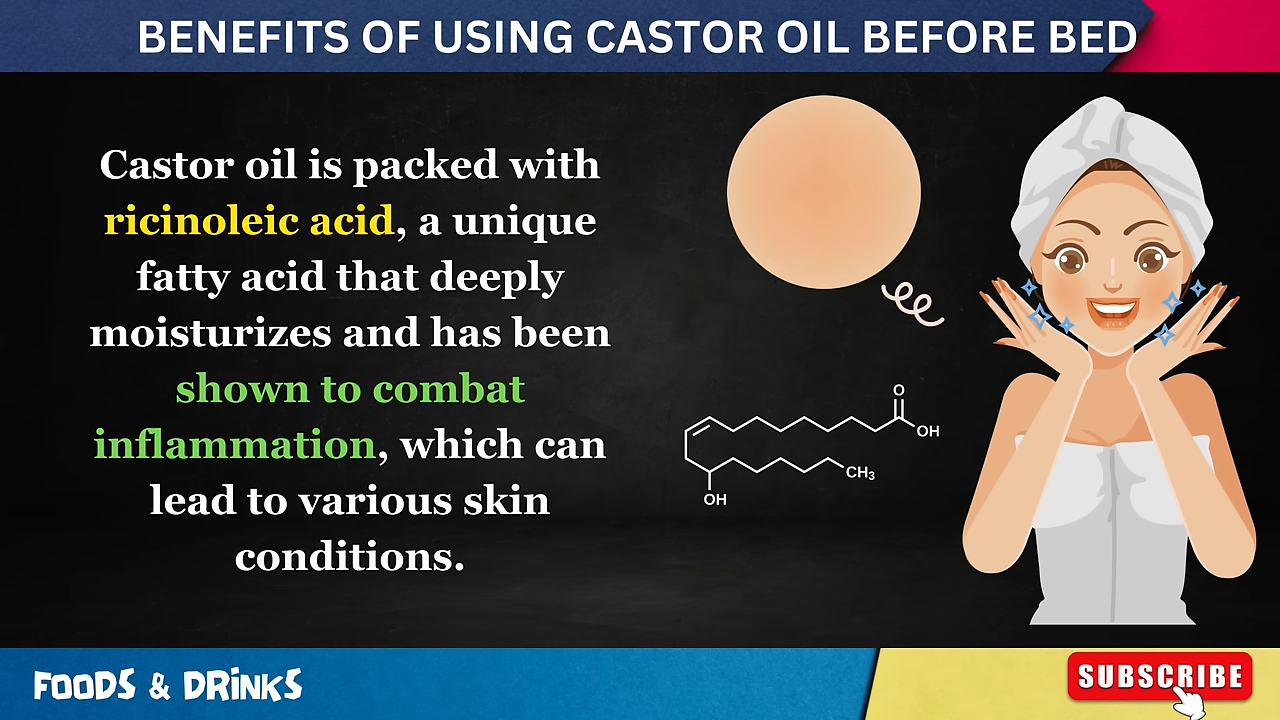 BENEFITS OF USING CASTOR OIL BEFORE BED
Castor oil is packed with
ricinoleic acid, a unique
fatty acid that deeply
moisturizes and has been
shown to combat
inflammation, which can
lead to various skin
conditions.
O
OH
CH₃
OH
FOODS & DRiNKS
SUBSCRIBE